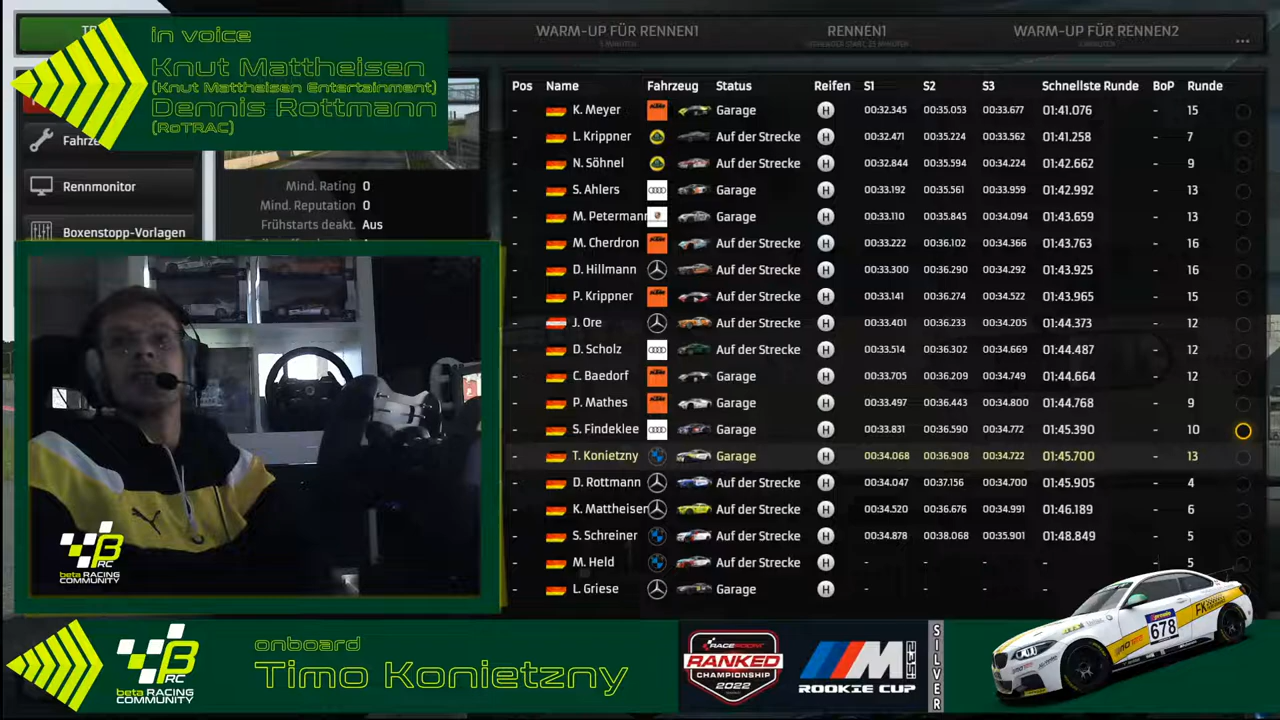 in voice
Knut Mattheisen
(Knut Mattheisen Entertainment)
Dennis Rottmann
(RoTRAC)
WARM-UP FÜR RENNEN1
RENNEN1
WARM-UP FÜR RENNEN2
...
Rennmonitor
Boxenstopp-Vorlagen
Mind. Rating 0
Mind. Reputation 0
Frühstarts deakt. Aus
Pos Name Fahrzeug Status Reifen S1 S2 S3 Schnellste Runde BoP Runde
- K. Meyer Garage H 00:32.345 00:35.053 00:33.677 01:41.076 - 15
- L. Krippner Auf der Strecke H 00:32.471 00:35.224 00:33.562 01:41.258 - 7
- N. Söhnel Auf der Strecke H 00:32.844 00:35.594 00:34.224 01:42.662 - 9
- S. Ahlers Garage H 00:33.192 00:35.561 00:33.959 01:42.992 - 13
- M. Petermann Garage H 00:33.110 00:35.845 00:34.094 01:43.659 - 13
- M. Cherdron Auf der Strecke H 00:33.222 00:36.102 00:34.366 01:43.763 - 16
- D. Hillmann Auf der Strecke H 00:33.300 00:36.290 00:34.292 01:43.925 - 16
- P. Krippner Auf der Strecke H 00:33.141 00:36.274 00:34.522 01:43.965 - 15
- J. Ore Auf der Strecke H 00:33.401 00:36.233 00:34.205 01:44.373 - 12
- D. Scholz Auf der Strecke H 00:33.514 00:36.302 00:34.669 01:44.487 - 12
- C. Baedorf Garage H 00:33.705 00:36.209 00:34.749 01:44.664 - 12
- P. Mathes Garage H 00:33.497 00:36.443 00:34.800 01:44.768 - 9
- S. Findeklee Garage H 00:33.831 00:36.590 00:34.772 01:45.390 - 10
- T. Konietzny Garage H 00:34.068 00:36.908 00:34.722 01:45.700 - 13
- D. Rottmann Auf der Strecke H 00:34.047 00:37.156 00:34.700 01:45.905 - 4
- K. Mattheisen Auf der Strecke H 00:34.520 00:36.676 00:34.991 01:46.189 - 6
- S. Schreiner Auf der Strecke H 00:34.878 00:38.068 00:35.901 01:48.849 - 5
- M. Held Auf der Strecke H - - - - - 5
- L. Griese Garage H - - - -
B
RC
beta RACING
COMMUNITY
B
RC
beta RACING
COMMUNITY
onboard
Timo Konietzny
RACEROOM
RANKED
CHAMPIONSHIP
2022
M
ROOKIE CUP
SILVER
678